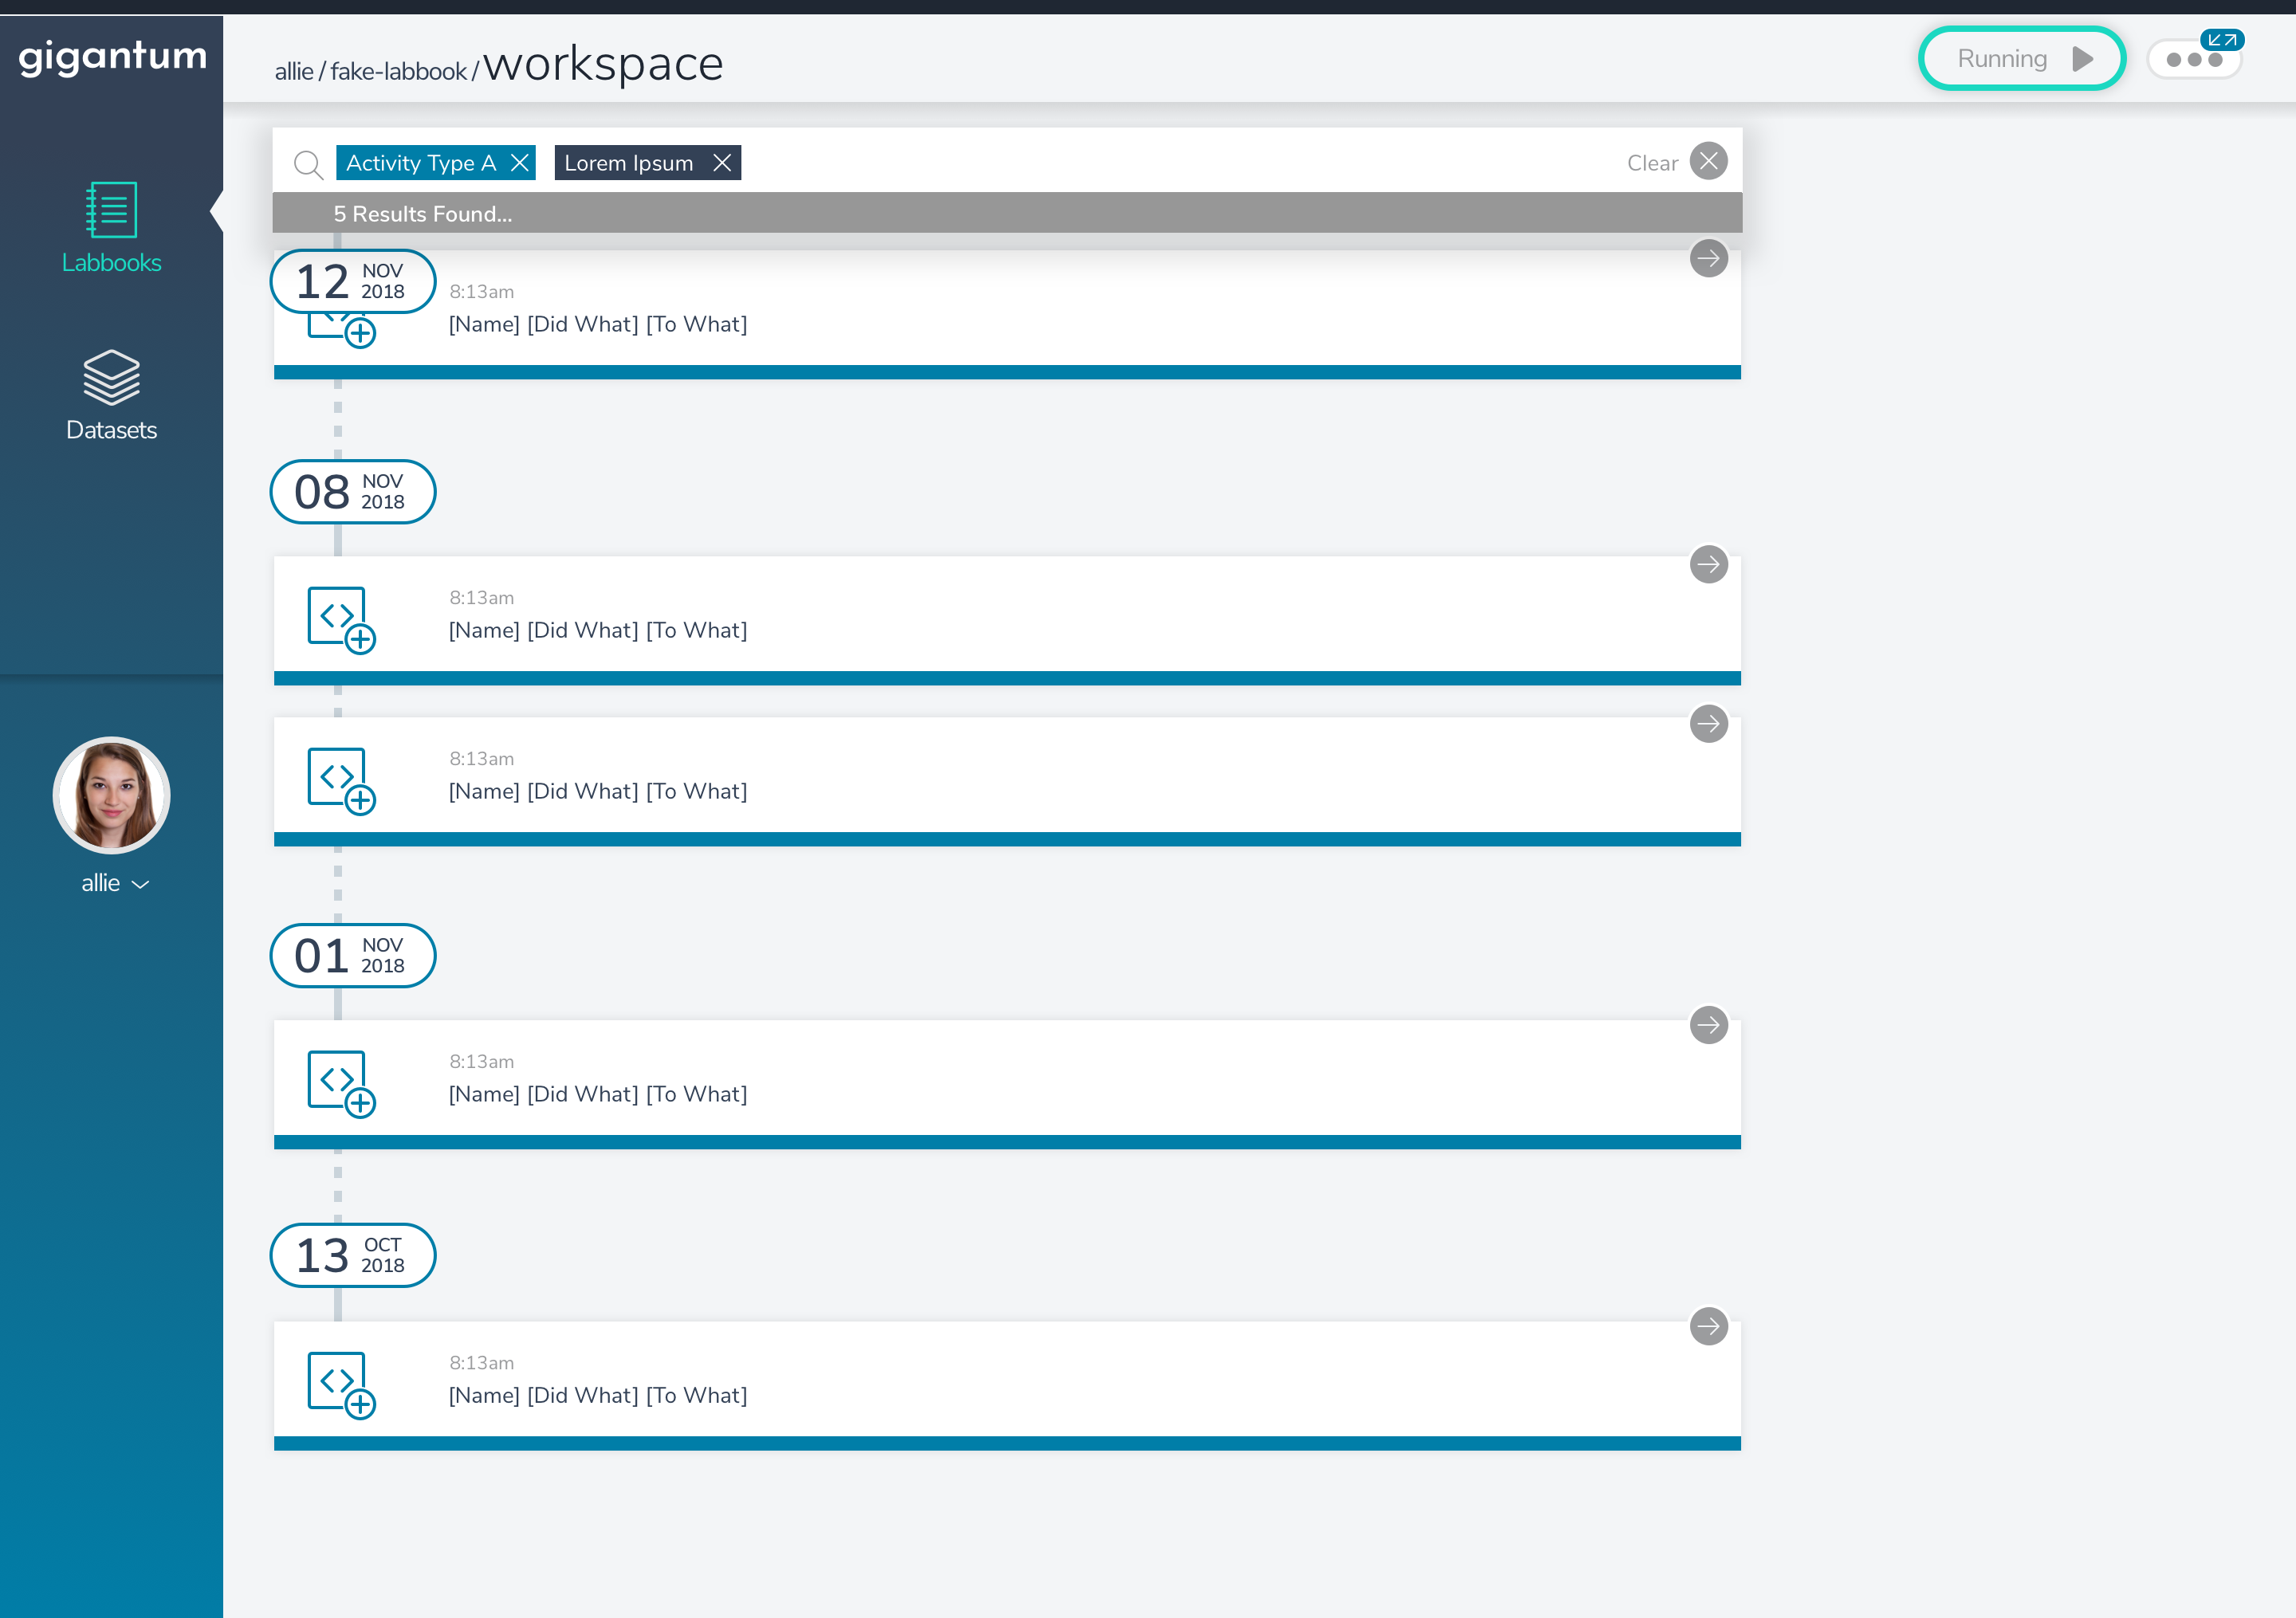 gigantum
allie / fake-labbook / workspace
Running
Labbooks
Datasets
allie
Activity Type A
Lorem Ipsum
Clear
5 Results Found...
12 NOV 2018
8:13am
[Name] [Did What] [To What]
08 NOV 2018
8:13am
[Name] [Did What] [To What]
8:13am
[Name] [Did What] [To What]
01 NOV 2018
8:13am
[Name] [Did What] [To What]
13 OCT 2018
8:13am
[Name] [Did What] [To What]